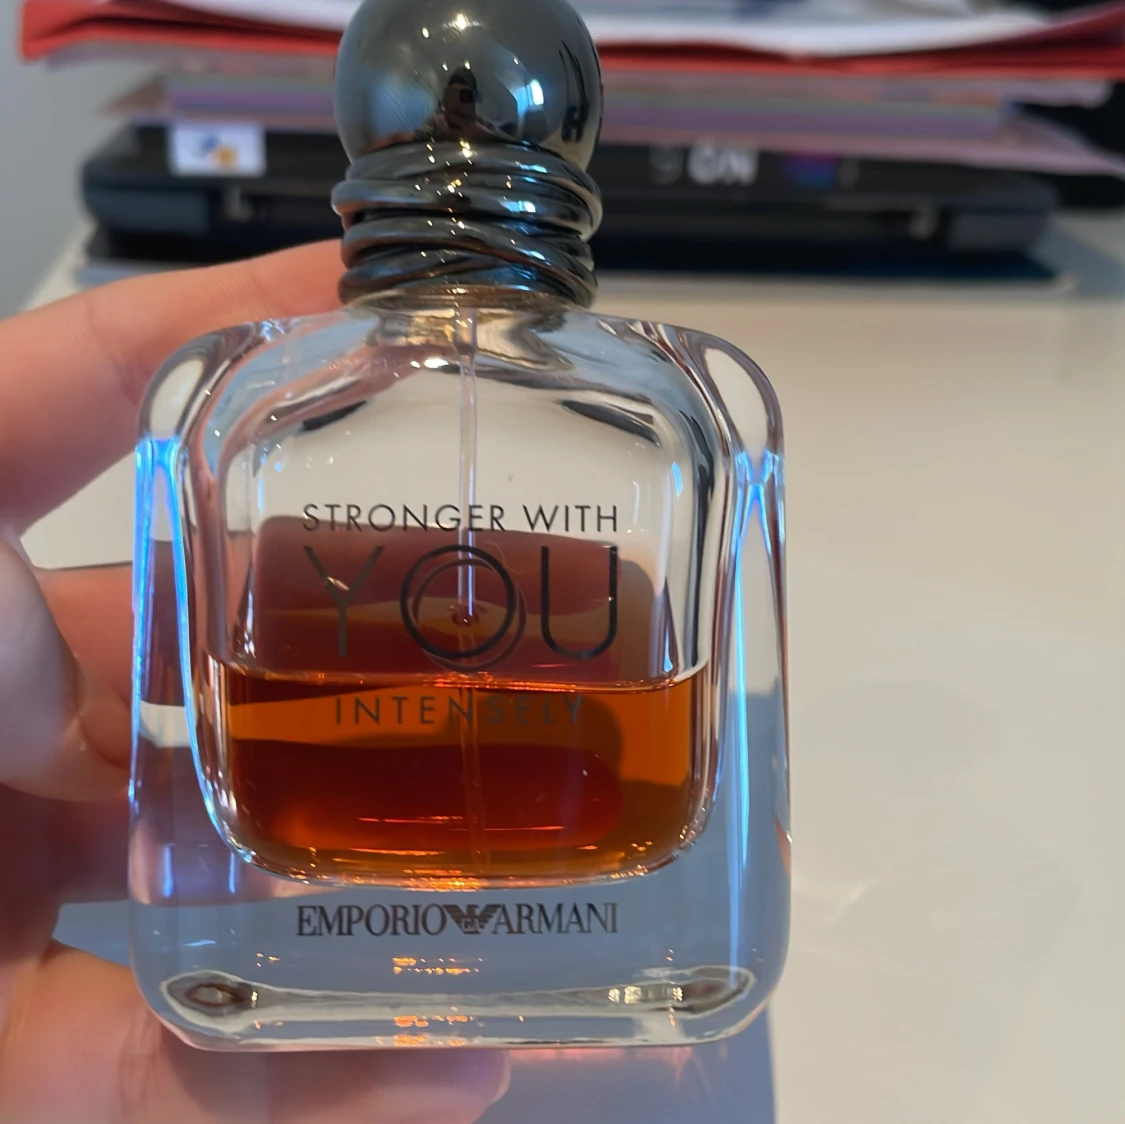 STRONGER WITH
YOU
INTENSELY
EMPORIO ARMANI